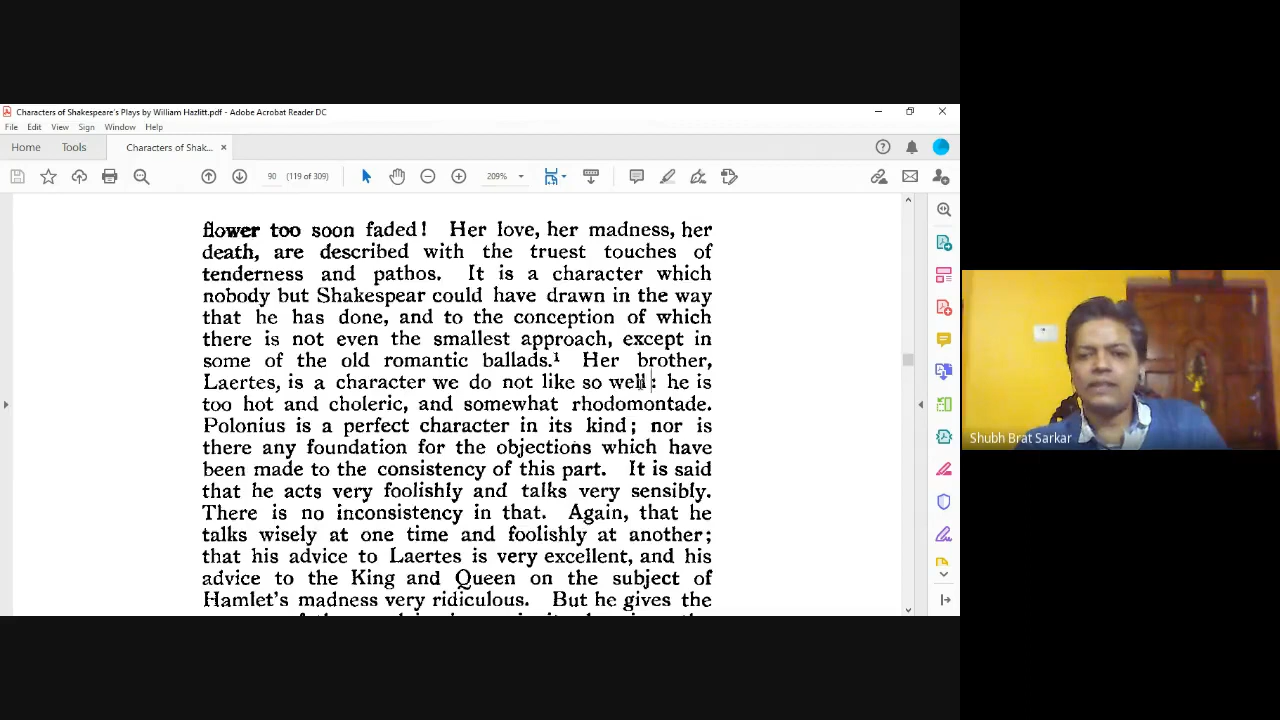 Characters of Shakespeare's Plays by William Hazlitt.pdf - Adobe Acrobat Reader DC
File Edit View Sign Window Help
Home Tools Characters of Shak... ×
90 (119 of 309) 209%
flower too soon faded! Her love, her madness, her
death, are described with the truest touches of
tenderness and pathos. It is a character which
nobody but Shakespear could have drawn in the way
that he has done, and to the conception of which
there is not even the smallest approach, except in
some of the old romantic ballads.¹ Her brother,
Laertes, is a character we do not like so well: he is
too hot and choleric, and somewhat rhodomontade.
Polonius is a perfect character in its kind; nor is
there any foundation for the objections which have
been made to the consistency of this part. It is said
that he acts very foolishly and talks very sensibly.
There is no inconsistency in that. Again, that he
talks wisely at one time and foolishly at another;
that his advice to Laertes is very excellent, and his
advice to the King and Queen on the subject of
Hamlet's madness very ridiculous. But he gives the
Shubh Brat Sarkar